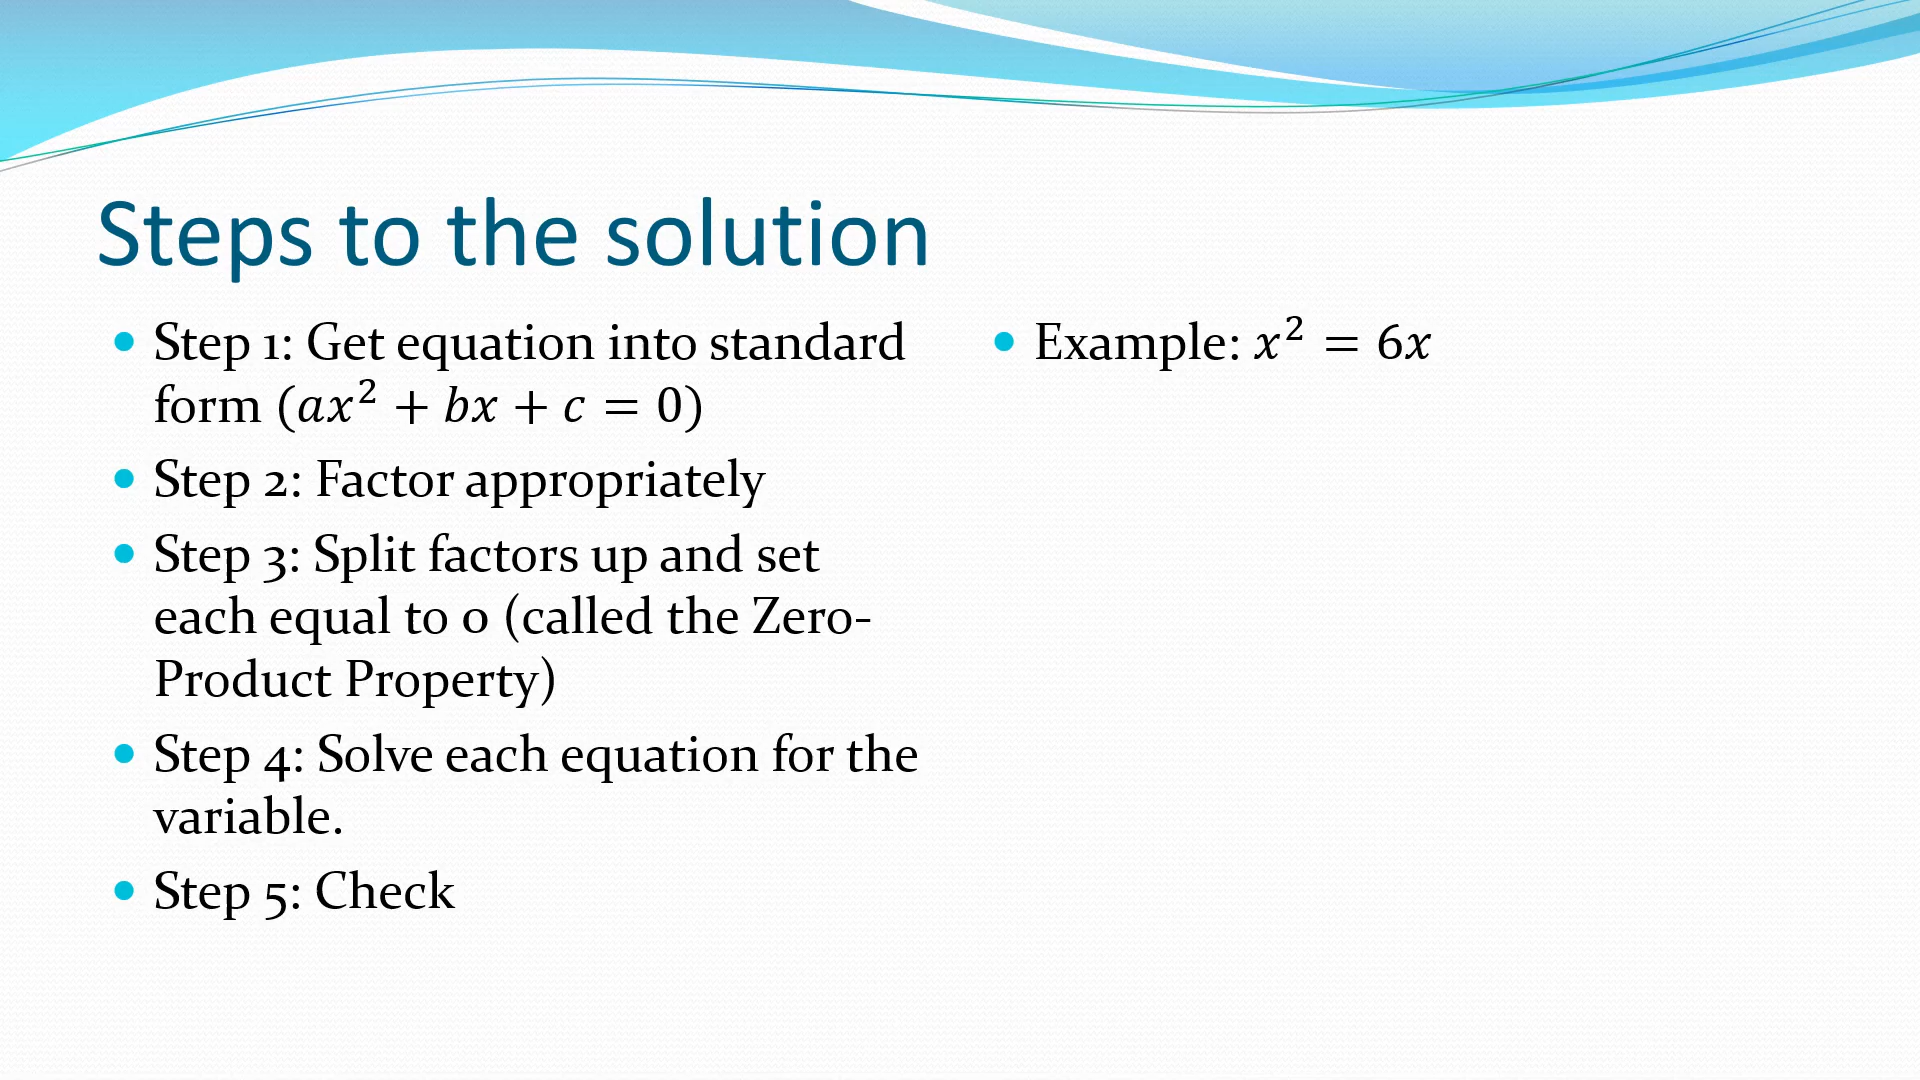 Steps to the solution
Step 1: Get equation into standard
form (ax² + bx + c = 0)
Step 2: Factor appropriately
Step 3: Split factors up and set
each equal to 0 (called the Zero-
Product Property)
Step 4: Solve each equation for the
variable.
Step 5: Check
Example: x² = 6x